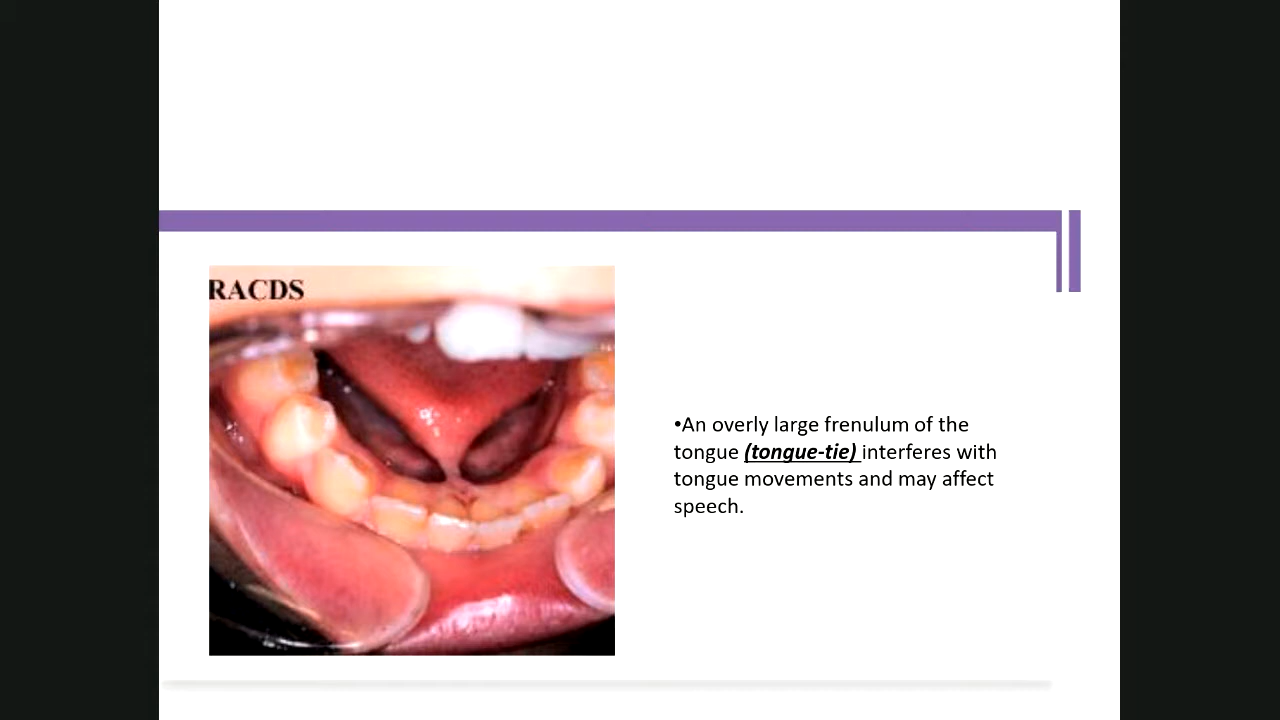 RACDS
•An overly large frenulum of the
tongue (tongue-tie) interferes with
tongue movements and may affect
speech.